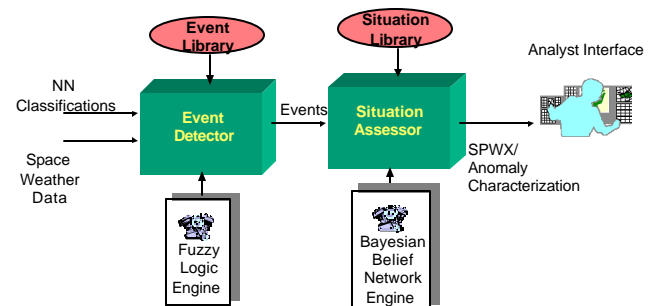 Event
Library
Situation
Library
Analyst Interface
NN
Classifications
Event
Detector
Events
Situation
Assessor
Space
Weather
Data
SPWX/
Anomaly
Characterization
Fuzzy
Logic
Engine
Bayesian
Belief
Network
Engine